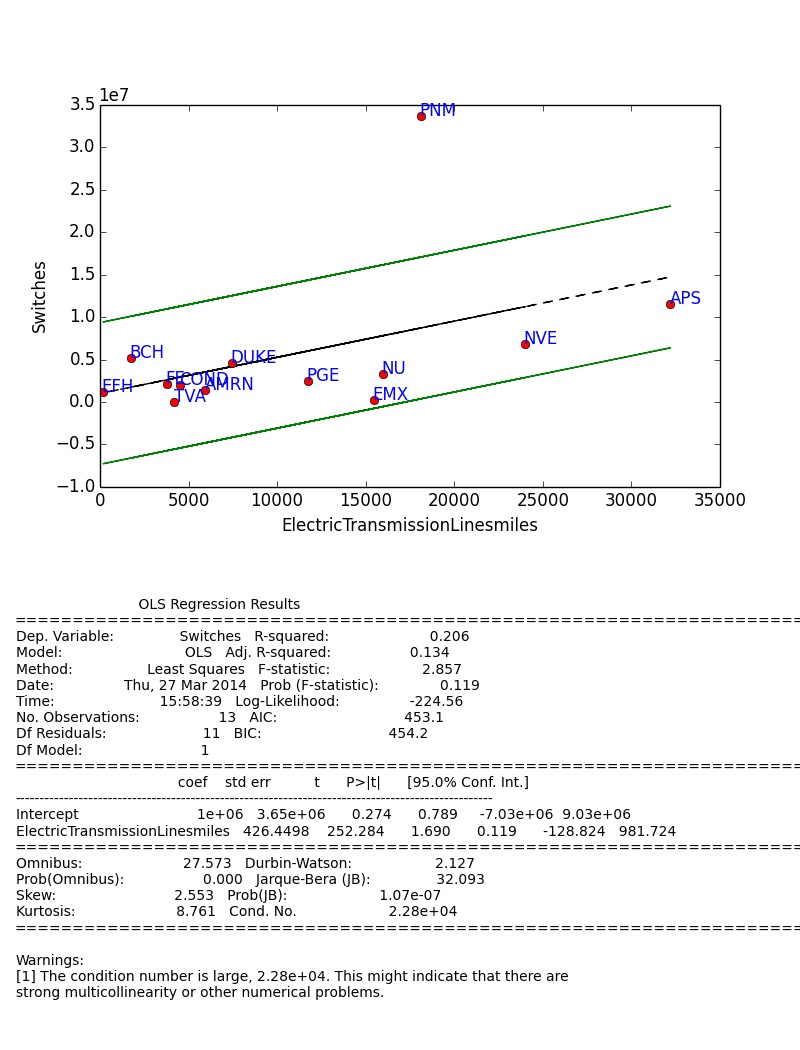 1e7
3.5
3.0
2.5
2.0
1.5
1.0
0.5
0.0
−0.5
−1.0
Switches
PNM
APS
NVE
BCH
DUKE
NU
PGE
EFH
FE
COND
AMRN
TVA
EMX
0 5000 10000 15000 20000 25000 30000 35000
ElectricTransmissionLinesmiles
OLS Regression Results
==============================================================================
Dep. Variable: Switches R-squared: 0.206
Model: OLS Adj. R-squared: 0.134
Method: Least Squares F-statistic: 2.857
Date: Thu, 27 Mar 2014 Prob (F-statistic): 0.119
Time: 15:58:39 Log-Likelihood: -224.56
No. Observations: 13 AIC: 453.1
Df Residuals: 11 BIC: 454.2
Df Model: 1
==============================================================================
coef std err t P>|t| [95.0% Conf. Int.]
------------------------------------------------------------------------------
Intercept 1e+06 3.65e+06 0.274 0.789 -7.03e+06 9.03e+06
ElectricTransmissionLinesmiles 426.4498 252.284 1.690 0.119 -128.824 981.724
==============================================================================
Omnibus: 27.573 Durbin-Watson: 2.127
Prob(Omnibus): 0.000 Jarque-Bera (JB): 32.093
Skew: 2.553 Prob(JB): 1.07e-07
Kurtosis: 8.761 Cond. No. 2.28e+04
==============================================================================
Warnings:
[1] The condition number is large, 2.28e+04. This might indicate that there are
strong multicollinearity or other numerical problems.